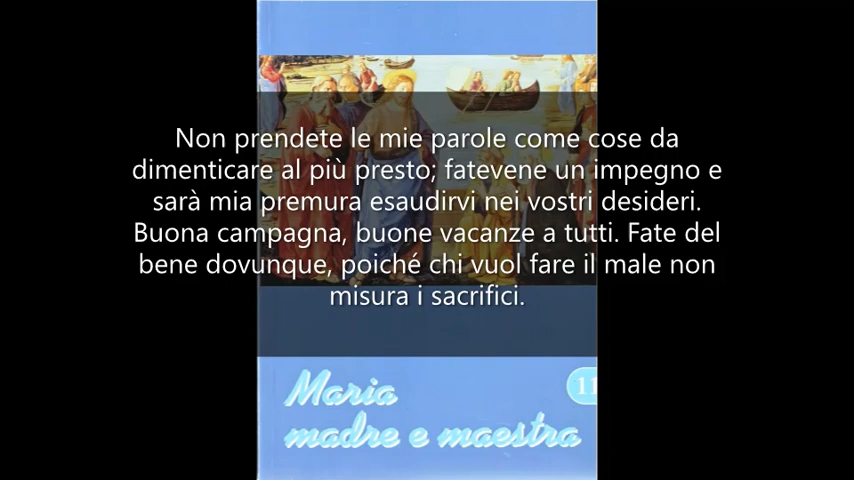 Non prendete le mie parole come cose da
dimenticare al più presto; fatevene un impegno e
sarà mia premura esaudirvi nei vostri desideri.
Buona campagna, buone vacanze a tutti. Fate del
bene dovunque, poiché chi vuol fare il male non
misura i sacrifici.
Maria
11
madre e maestra